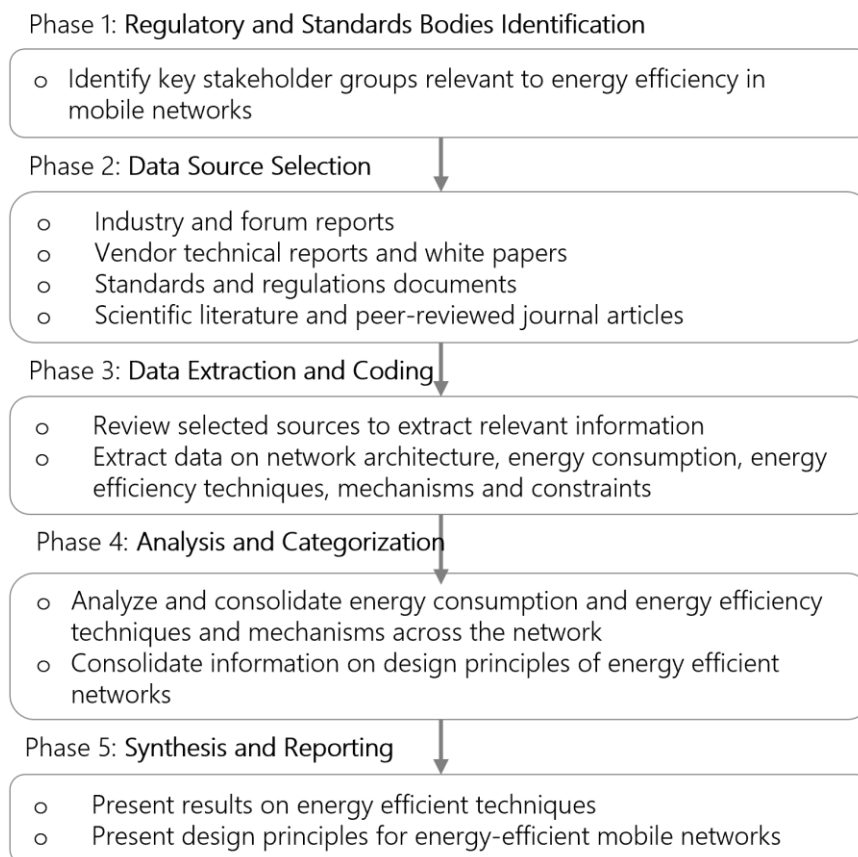 Phase 1: Regulatory and Standards Bodies Identification
o Identify key stakeholder groups relevant to energy efficiency in
mobile networks
Phase 2: Data Source Selection
o Industry and forum reports
o Vendor technical reports and white papers
o Standards and regulations documents
o Scientific literature and peer-reviewed journal articles
Phase 3: Data Extraction and Coding
o Review selected sources to extract relevant information
o Extract data on network architecture, energy consumption, energy
efficiency techniques, mechanisms and constraints
Phase 4: Analysis and Categorization
o Analyze and consolidate energy consumption and energy efficiency
techniques and mechanisms across the network
o Consolidate information on design principles of energy efficient
networks
Phase 5: Synthesis and Reporting
o Present results on energy efficient techniques
o Present design principles for energy-efficient mobile networks